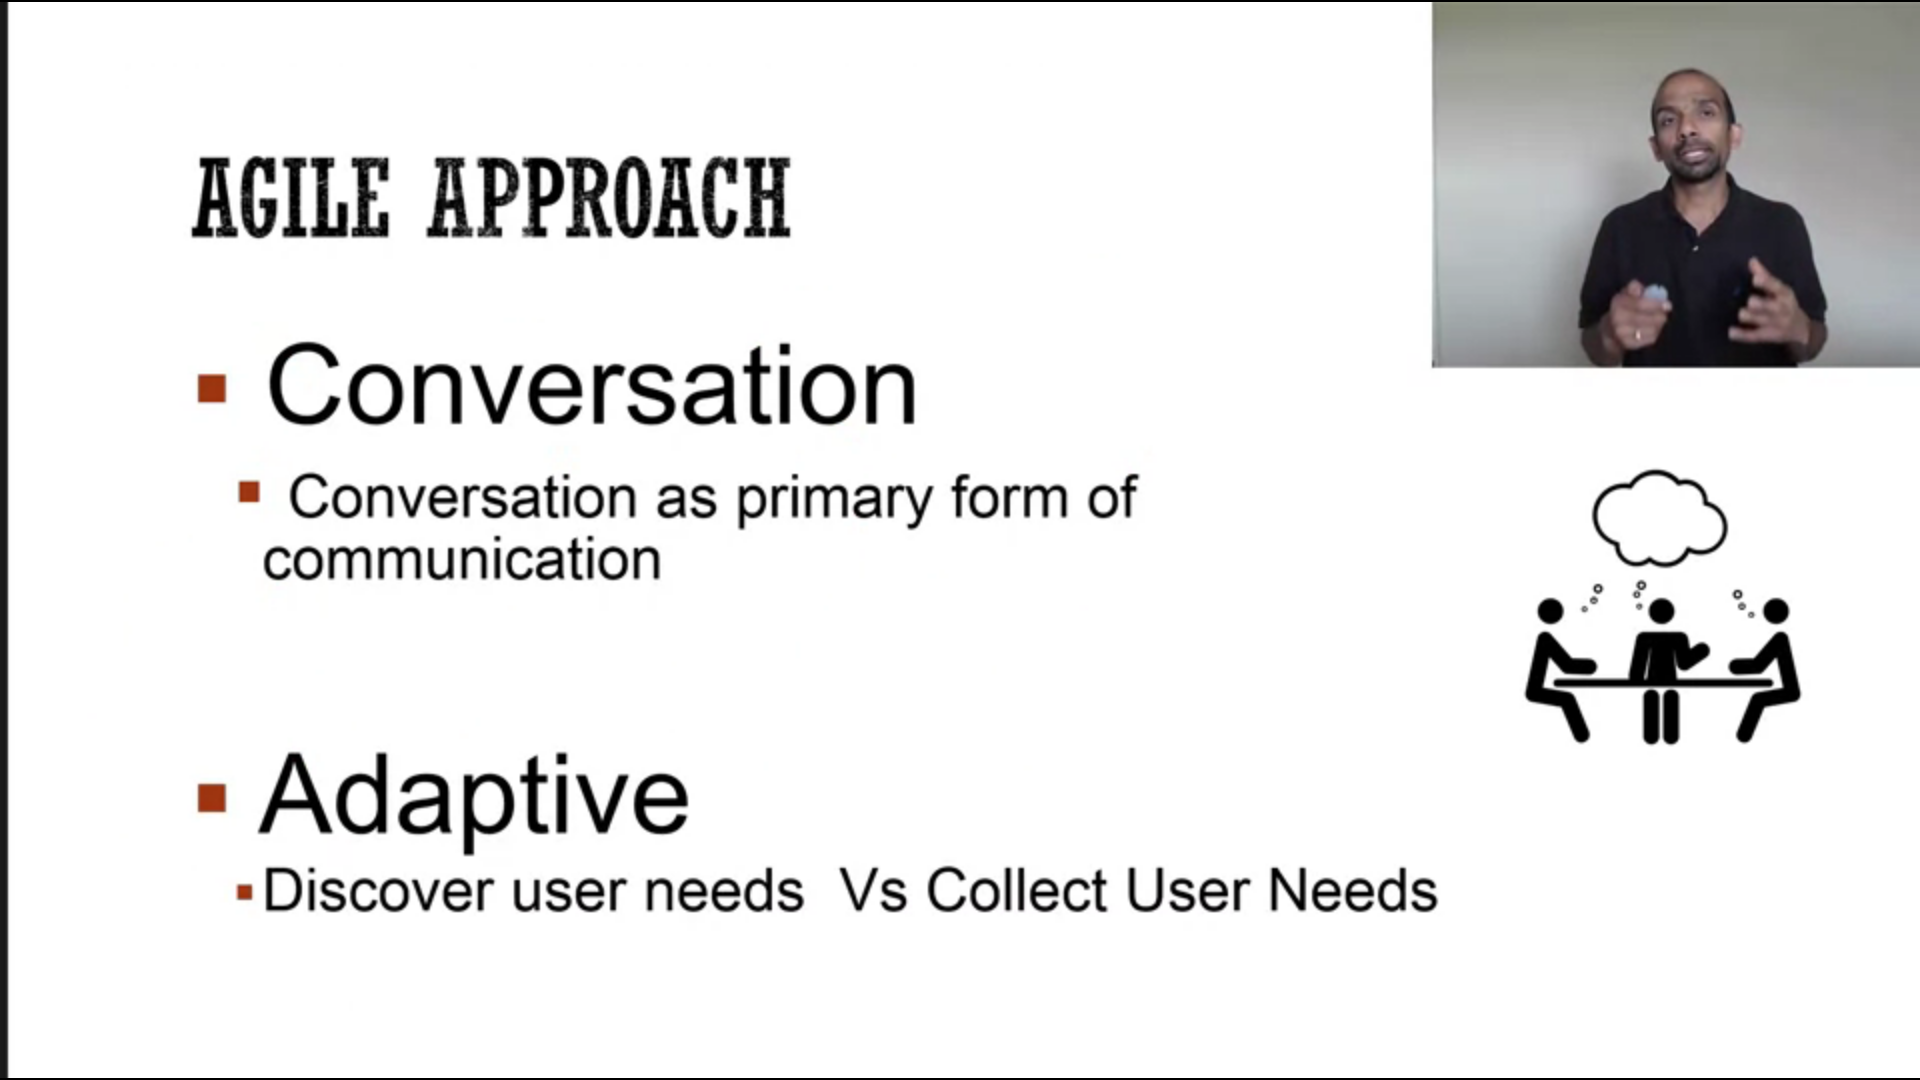 AGILE APPROACH
Conversation
Conversation as primary form of
communication
Adaptive
Discover user needs Vs Collect User Needs